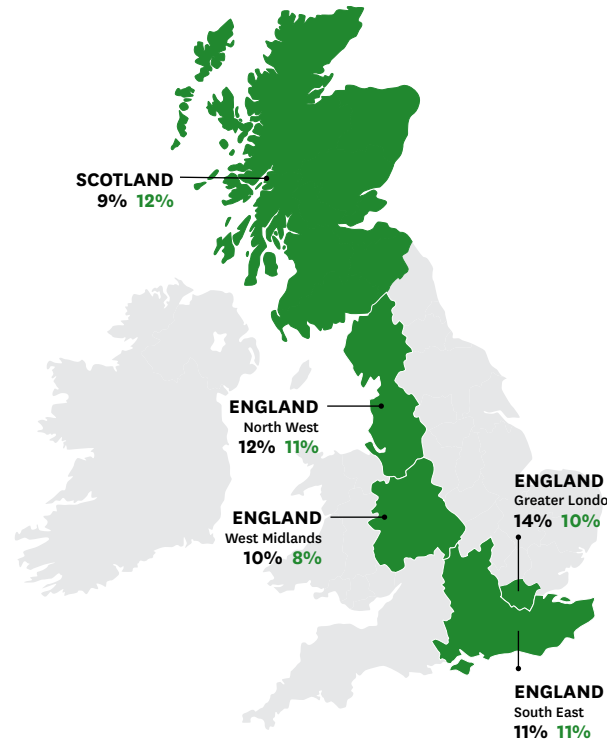 SCOTLAND
9% 12%
ENGLAND
North West
12% 11%
ENGLAND
West Midlands
10% 8%
ENGLAND
Greater Londo
14% 10%
ENGLAND
South East
11% 11%